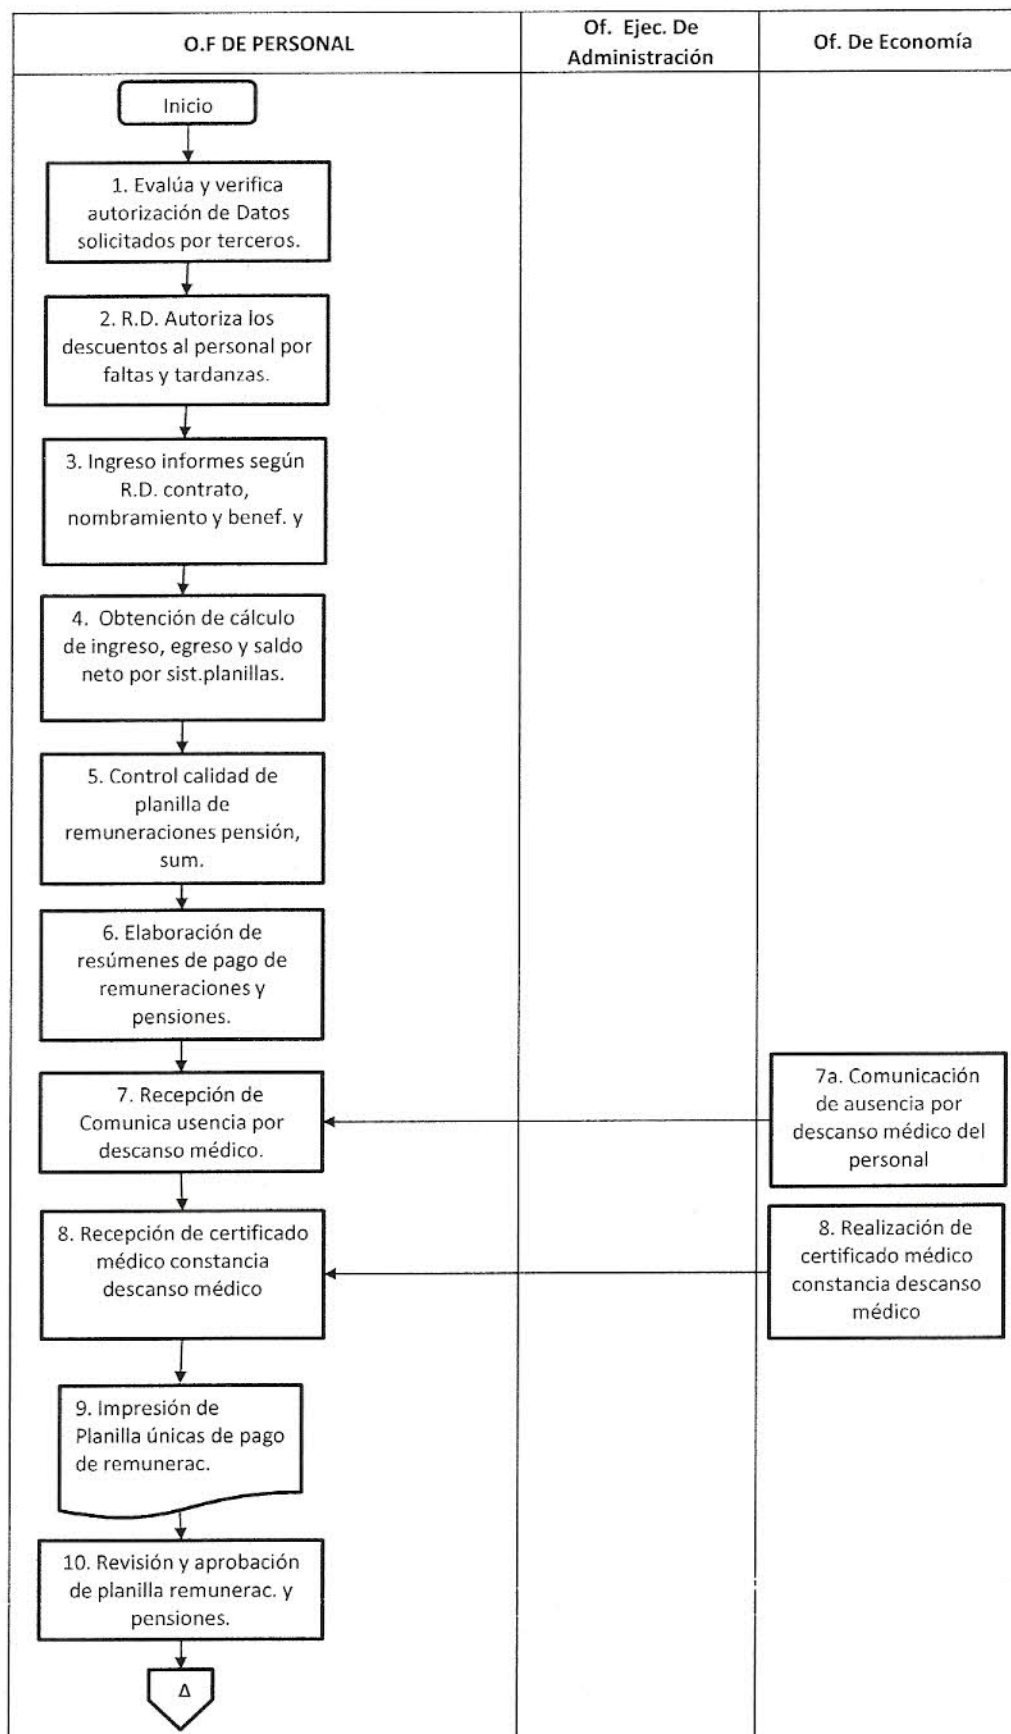 O.F DE PERSONAL
Of. Ejec. De
Administración
Of. De Economía
Inicio
1. Evalúa y verifica
autorización de Datos
solicitados por terceros.
2. R.D. Autoriza los
descuentos al personal por
faltas y tardanzas.
3. Ingreso informes según
R.D. contrato,
nombramiento y benef. y
4. Obtención de cálculo
de ingreso, egreso y saldo
neto por sist.planillas.
5. Control calidad de
planilla de
remuneraciones pensión,
sum.
6. Elaboración de
resúmenes de pago de
remuneraciones y
pensiones.
7. Recepción de
Comunica usencia por
descanso médico.
7a. Comunicación
de ausencia por
descanso médico del
personal
8. Recepción de certificado
médico constancia
descanso médico
8. Realización de
certificado médico
constancia descanso
médico
9. Impresión de
Planilla únicas de pago
de remunerac.
10. Revisión y aprobación
de planilla remunerac. y
pensiones.
Δ